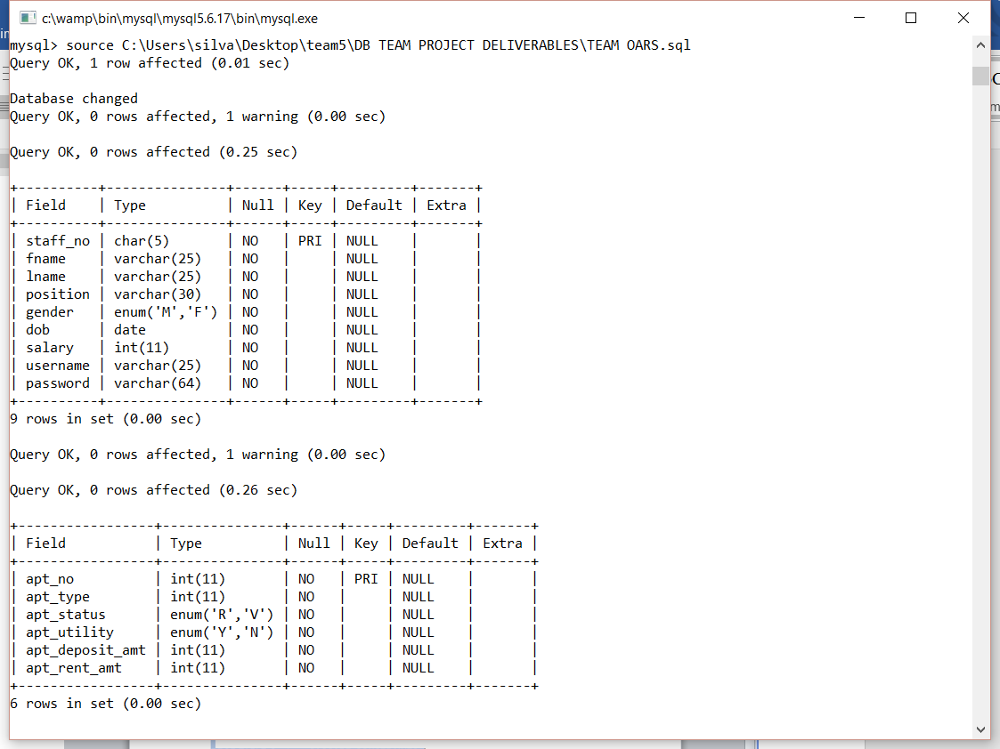 c:\wamp\bin\mysql\mysql5.6.17\bin\mysql.exe
mysql> source C:\Users\silva\Desktop\team5\DB TEAM PROJECT DELIVERABLES\TEAM OARS.sql
Query OK, 1 row affected (0.01 sec)
Database changed
Query OK, 0 rows affected, 1 warning (0.00 sec)
Query OK, 0 rows affected (0.25 sec)
+----------+---------------+------+-----+---------+-------+
| Field    | Type          | Null | Key | Default | Extra |
+----------+---------------+------+-----+---------+-------+
| staff_no | char(5)       | NO   | PRI | NULL    |       |
| fname    | varchar(25)   | NO   |     | NULL    |       |
| lname    | varchar(25)   | NO   |     | NULL    |       |
| position | varchar(30)   | NO   |     | NULL    |       |
| gender   | enum('M','F') | NO   |     | NULL    |       |
| dob      | date          | NO   |     | NULL    |       |
| salary   | int(11)       | NO   |     | NULL    |       |
| username | varchar(25)   | NO   |     | NULL    |       |
| password | varchar(64)   | NO   |     | NULL    |       |
+----------+---------------+------+-----+---------+-------+
9 rows in set (0.00 sec)
Query OK, 0 rows affected, 1 warning (0.00 sec)
Query OK, 0 rows affected (0.26 sec)
+-----------------+---------------+------+-----+---------+-------+
| Field           | Type          | Null | Key | Default | Extra |
+-----------------+---------------+------+-----+---------+-------+
| apt_no          | int(11)       | NO   | PRI | NULL    |       |
| apt_type        | int(11)       | NO   |     | NULL    |       |
| apt_status      | enum('R','V') | NO   |     | NULL    |       |
| apt_utility     | enum('Y','N') | NO   |     | NULL    |       |
| apt_deposit_amt | int(11)       | NO   |     | NULL    |       |
| apt_rent_amt    | int(11)       | NO   |     | NULL    |       |
+-----------------+---------------+------+-----+---------+-------+
6 rows in set (0.00 sec)